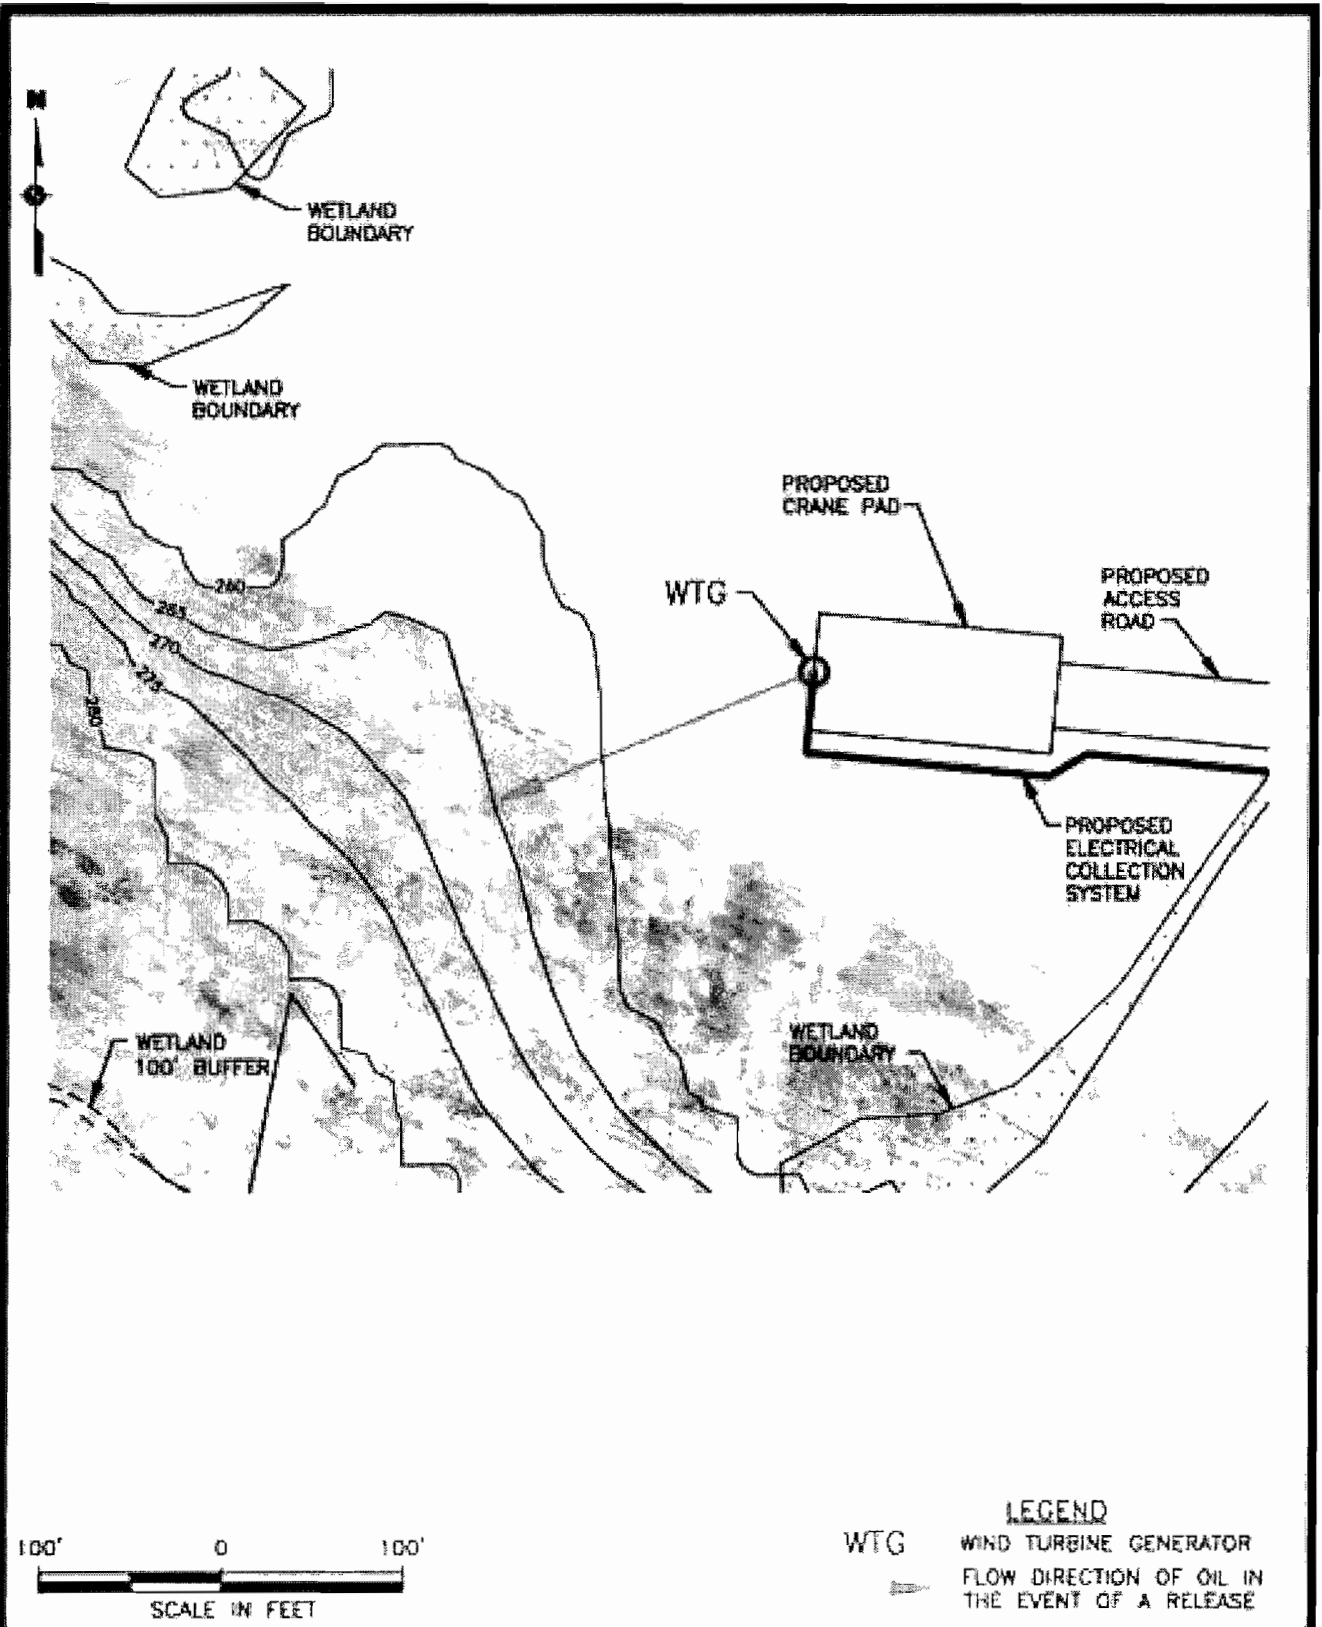 N
WETLAND
BOUNDARY
WETLAND
BOUNDARY
PROPOSED
CRANE PAD
PROPOSED
ACCESS
ROAD
WTG
260
265
270
275
280
PROPOSED
ELECTRICAL
COLLECTION
SYSTEM
WETLAND
BOUNDARY
WETLAND
100' BUFFER
LEGEND
WTG WIND TURBINE GENERATOR
FLOW DIRECTION OF OIL IN
THE EVENT OF A RELEASE
100' 0 100'
SCALE IN FEET